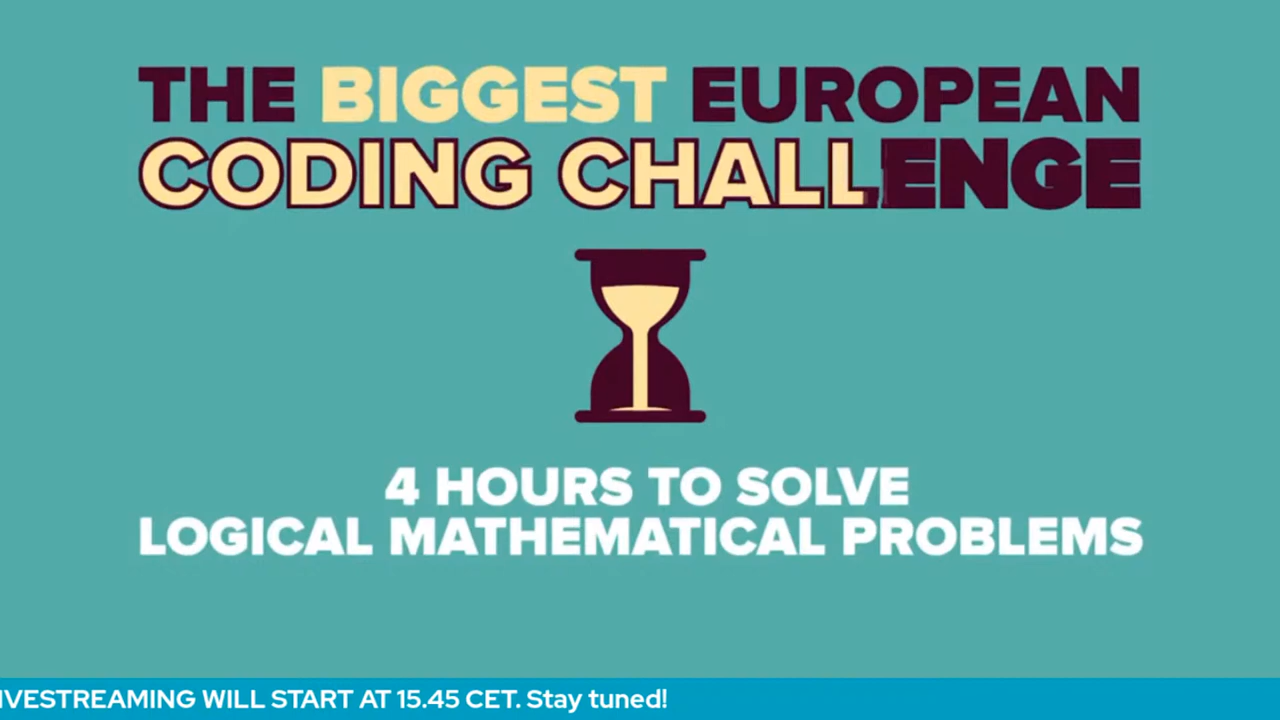 THE BIGGEST EUROPEAN
CODING CHALLENGE
4 HOURS TO SOLVE
LOGICAL MATHEMATICAL PROBLEMS
IVESTREAMING WILL START AT 15.45 CET. Stay tuned!